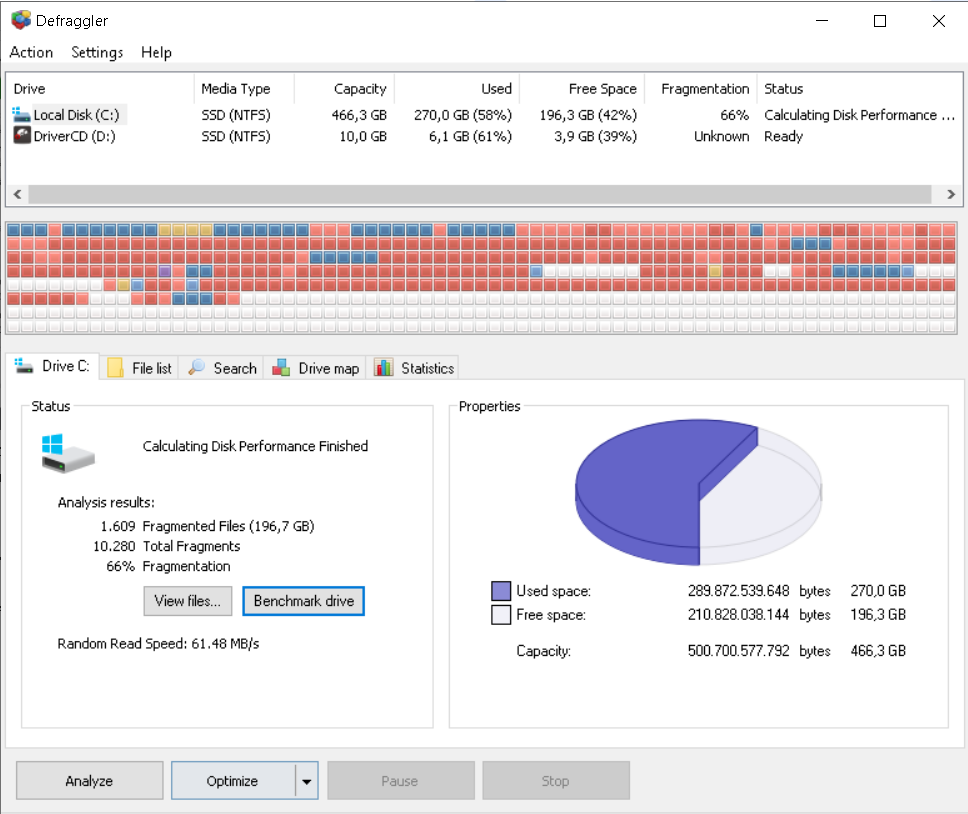 Defraggler
Action Settings Help
Drive Media Type Capacity Used Free Space Fragmentation Status
Local Disk (C:) SSD (NTFS) 466,3 GB 270,0 GB (58%) 196,3 GB (42%) 66% Calculating Disk Performance ...
DriverCD (D:) SSD (NTFS) 10,0 GB 6,1 GB (61%) 3,9 GB (39%) Unknown Ready
Drive C: File list Search Drive map Statistics
Status
Calculating Disk Performance Finished
Analysis results:
1.609 Fragmented Files (196,7 GB)
10.280 Total Fragments
66% Fragmentation
View files... Benchmark drive
Random Read Speed: 61.48 MB/s
Properties
Used space: 289.872.539.648 bytes 270,0 GB
Free space: 210.828.038.144 bytes 196,3 GB
Capacity: 500.700.577.792 bytes 466,3 GB
Analyze Optimize Pause Stop